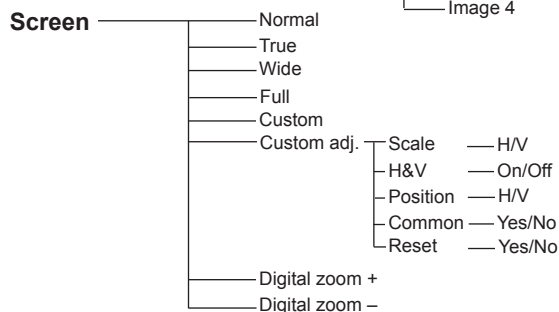 Image 4
Screen
Normal
True
Wide
Full
Custom
Custom adj.
Scale H/V
H&V On/Off
Position H/V
Common Yes/No
Reset Yes/No
Digital zoom +
Digital zoom –